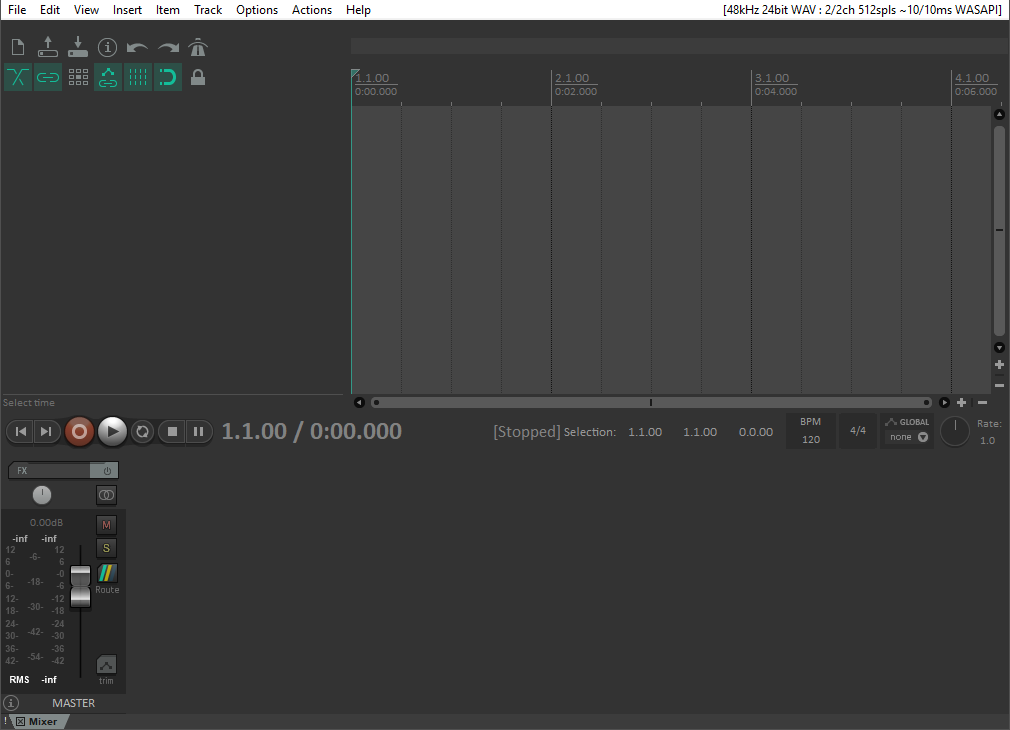 File Edit View Insert Item Track Options Actions Help [48kHz 24bit WAV : 2/2ch 512spls ~10/10ms WASAPI]
1.1.00 2.1.00 3.1.00 4.1.00
0:00.000 0:02.000 0:04.000 0:06.000
Select time
1.1.00 / 0:00.000 [Stopped] Selection: 1.1.00 1.1.00 0.0.00
BPM
120
4/4
GLOBAL
none
Rate:
1.0
FX
0.00dB
M
-inf -inf
S
12 12
-6-
6 6
0- -0
-18-
6- -6
Route
12- -12
-30-
18- -18
24- -24
-42-
30- -30
36- -36
-54-
42- -42
RMS -inf
trim
MASTER
! Mixer